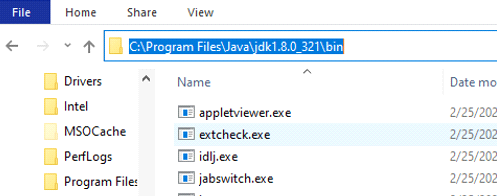 File Home Share View
C:\Program Files\Java\jdk1.8.0_321\bin
Name Date mo
Drivers
Intel
MSOCache
PerfLogs
Program Files
appletviewer.exe 2/25/202
extcheck.exe 2/25/202
idlj.exe 2/25/202
jabswitch.exe 2/25/202